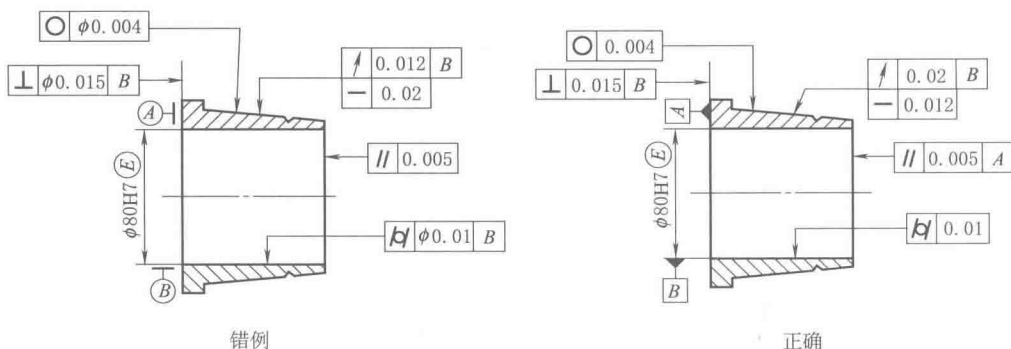 ○ φ0.004
↗ 0.012 B
— 0.02
⊥ φ0.015 B
A
// 0.005
φ80H7 Ⓔ
⌭ φ0.01 B
B
错例
○ 0.004
↗ 0.02 B
— 0.012
⊥ 0.015 B
A
// 0.005 A
φ80H7 Ⓔ
⌭ 0.01
B
正确